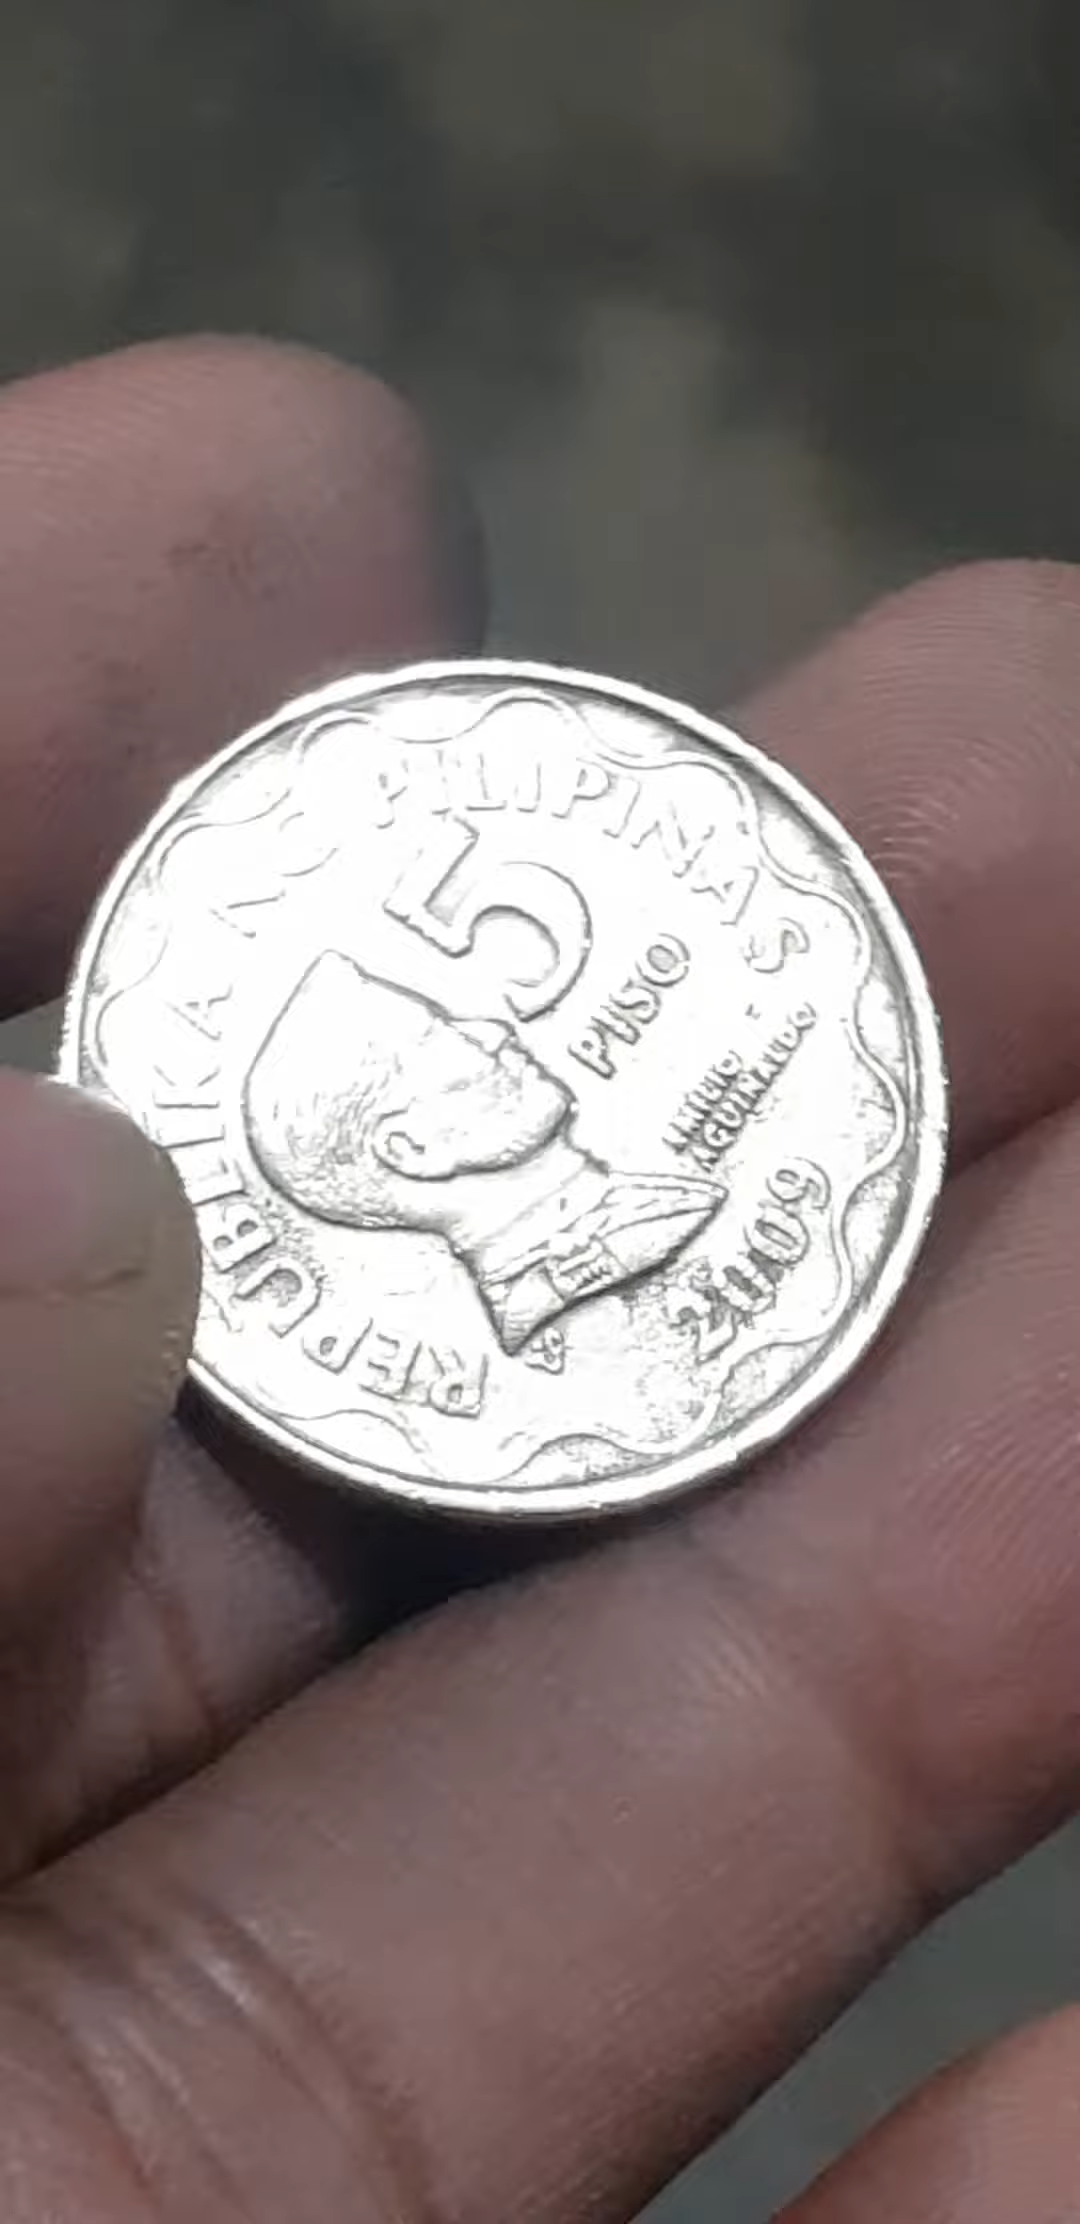 REPUBLIKA NG PILIPINAS
5
PISO
EMILIO
AGUINALDO
2009